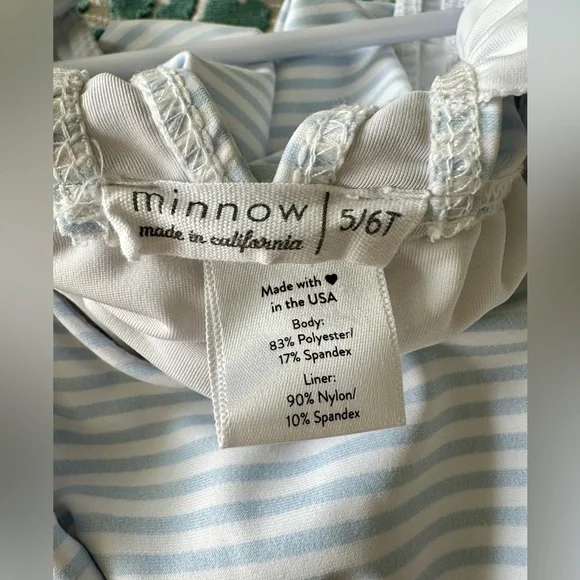 minnow 5/6T
made in california
Made with ♥
in the USA
Body:
83% Polyester/
17% Spandex
Liner:
90% Nylon/
10% Spandex